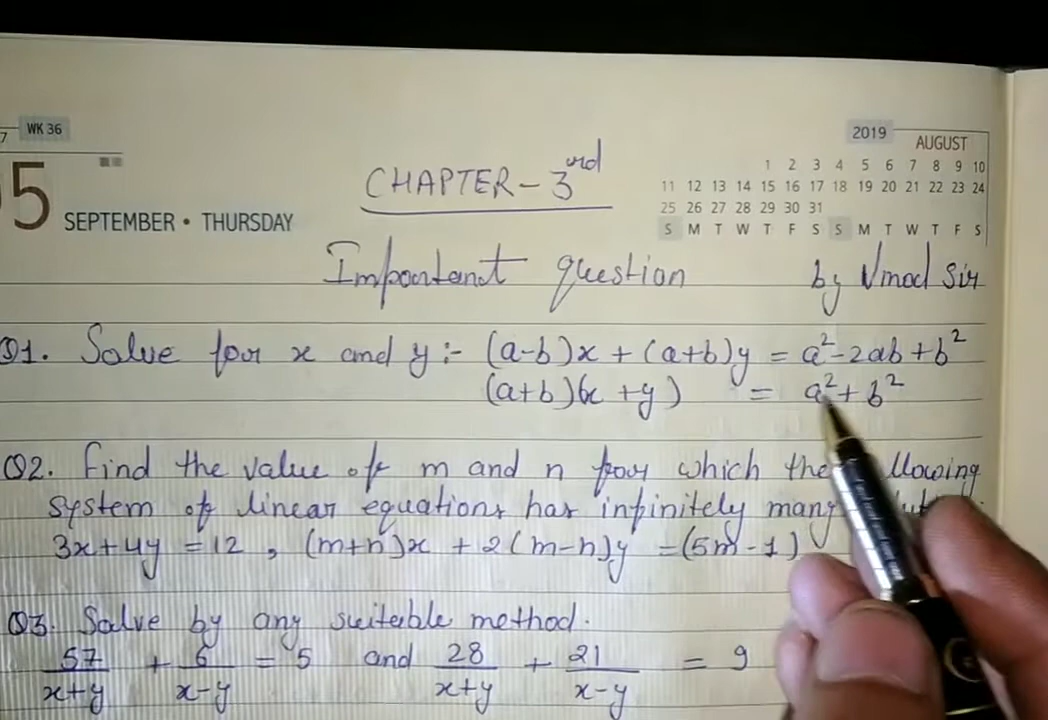 7 WK 36
2019 AUGUST
1 2 3 4 5 6 7 8 9 10
11 12 13 14 15 16 17 18 19 20 21 22 23 24
25 26 27 28 29 30 31
S M T W T F S S M T W T F S
5 SEPTEMBER • THURSDAY
CHAPTER - 3rd
question by Vmod Sir
Q1. Solve for x and y :- (a-b)x + (a+b)y = a²-2ab+b²
(a+b)(x+y) = a²+b²
Q2. Find the value of m and n for which the llowing
system of linear equations has infinitely many
3x+4y = 12 , (m+n)x + 2(m-n)y = (5m-1)
Q3. Solve by any suiteble method.
57/x+y + 6/x-y = 5 and 28/x+y + 21/x-y = 9